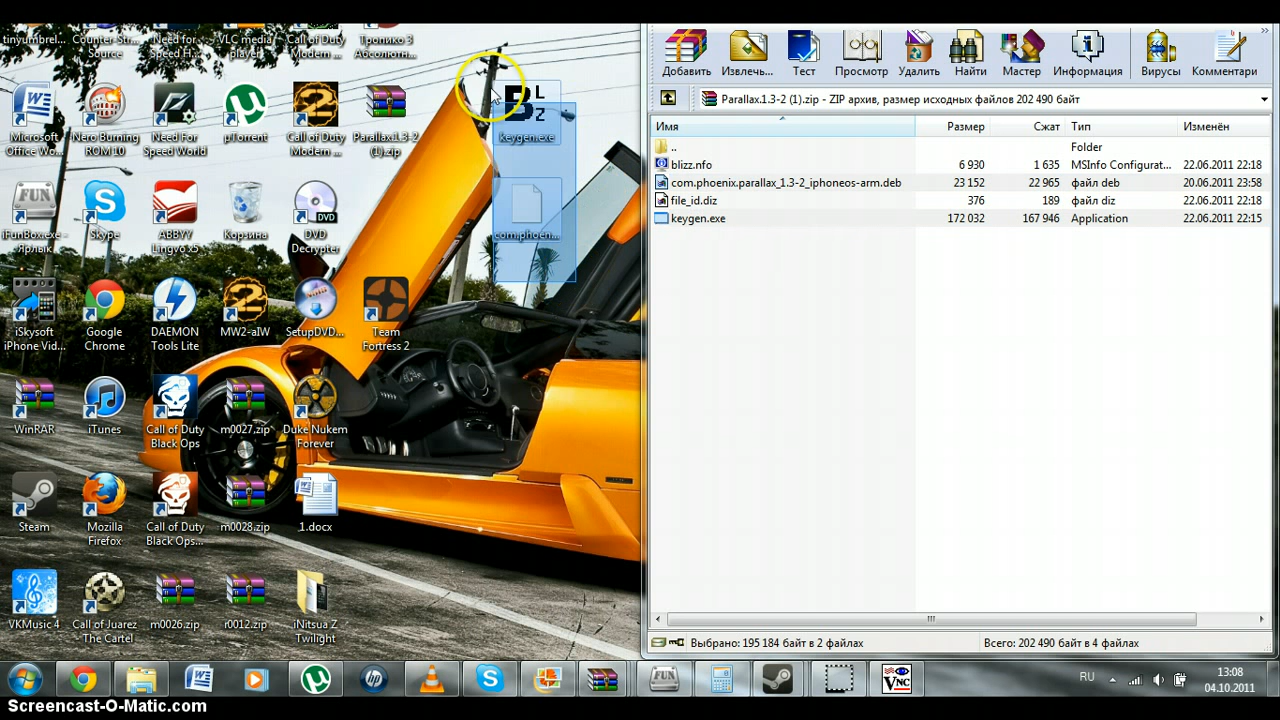 tinyumbrel...
Counter-Str... Source
Need for Speed H...
VLC media player
Call of Duty Modern ...
Тропико 3 Абсолютн...
Microsoft Office Wo...
Nero Burning ROM 10
Need For Speed World
µTorrent
Call of Duty Modern ...
Parallax1.3-2 (1).zip
keygen.exe
iFunBox.exe - Ярлык
Skype
ABBYY Lingvo x5
Корзина
DVD Decrypter
com.phoen...
iSkysoft iPhone Vid...
Google Chrome
DAEMON Tools Lite
MW2-aIW
SetupDVD...
Team Fortress 2
WinRAR
iTunes
Call of Duty Black Ops
m0027.zip
Duke Nukem Forever
Steam
Mozilla Firefox
Call of Duty Black Ops...
m0028.zip
1.docx
VKMusic 4
Call of Juarez The Cartel
m0026.zip
r0012.zip
iNitsua Z Twilight
Добавить Извлечь... Тест Просмотр Удалить Найти Мастер Информация Вирусы Комментари
Parallax.1.3-2 (1).zip - ZIP архив, размер исходных файлов 202 490 байт
Имя Размер Сжат Тип Изменён
.. Folder
blizz.nfo 6 930 1 635 MSInfo Configurat... 22.06.2011 22:18
com.phoenix.parallax_1.3-2_iphoneos-arm.deb 23 152 22 965 файл deb 20.06.2011 23:58
file_id.diz 376 189 файл diz 22.06.2011 22:18
keygen.exe 172 032 167 946 Application 22.06.2011 22:15
Выбрано: 195 184 байт в 2 файлах Всего: 202 490 байт в 4 файлах
RU 13:08
04.10.2011
Screencast-O-Matic.com